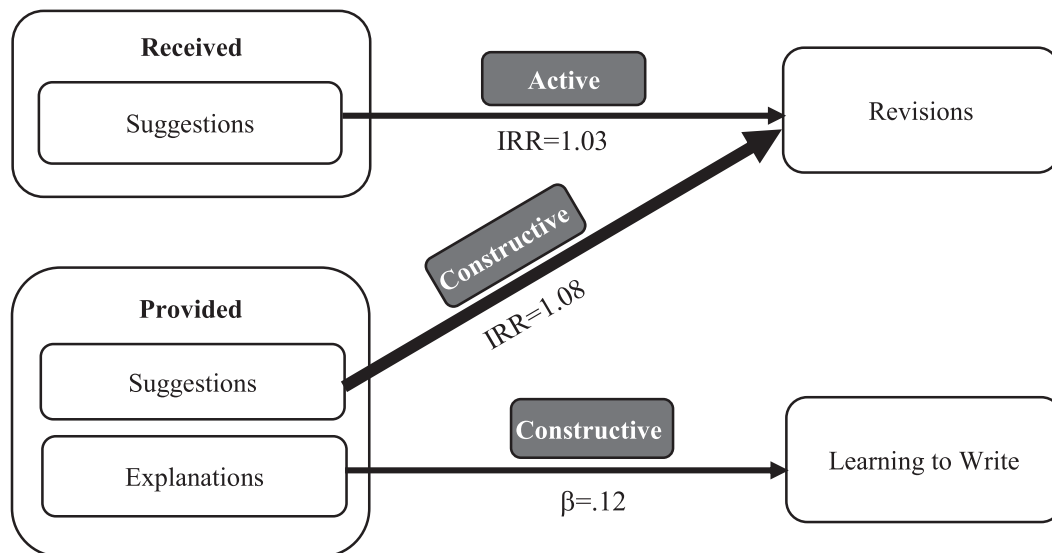 Received
Suggestions
Active
IRR=1.03
Revisions
Constructive
IRR=1.08
Provided
Suggestions
Explanations
Constructive
β=.12
Learning to Write